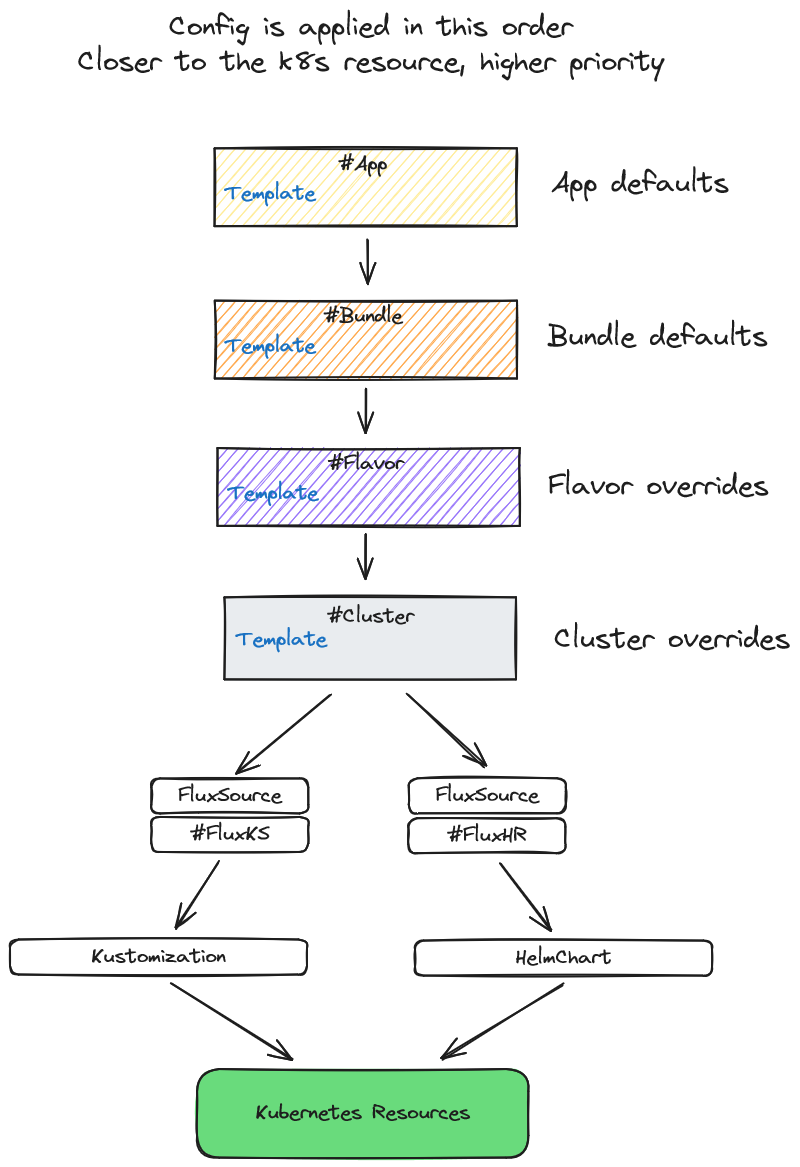 Config is applied in this order
Closer to the k8s resource, higher priority
#App
Template
App defaults
#Bundle
Template
Bundle defaults
#Flavor
Template
Flavor overrides
#Cluster
Template
Cluster overrides
FluxSource
#FluxKS
FluxSource
#FluxHR
Kustomization
HelmChart
Kubernetes Resources